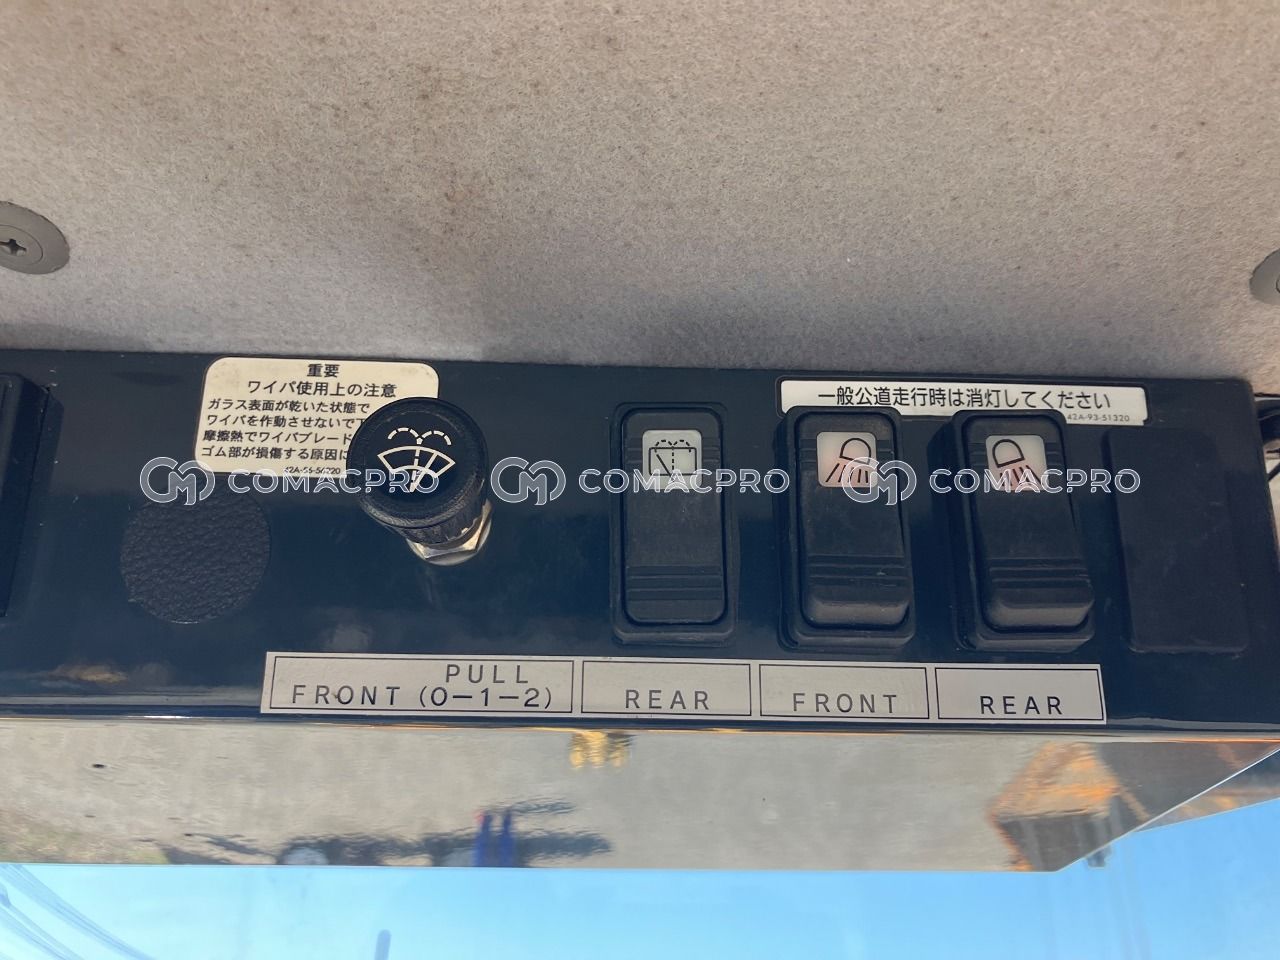 重要
ワイパ使用上の注意
ガラス表面が乾いた状態で
ワイパを作動させないで下
摩擦熱でワイパブレード
ゴム部が損傷する原因に
42A-56-56220
一般公道走行時は消灯してください
42A-93-51320
COMACPRO COMACPRO COMACPRO
PULL
FRONT (0-1-2)
REAR
FRONT
REAR